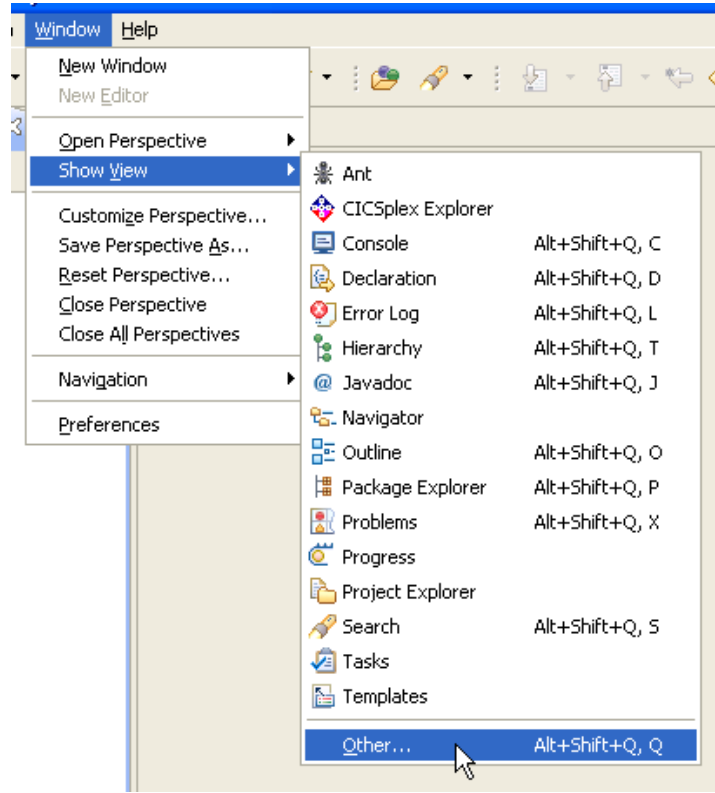 Window Help
New Window
New Editor
Open Perspective
Show View
Customize Perspective...
Save Perspective As...
Reset Perspective...
Close Perspective
Close All Perspectives
Navigation
Preferences
Ant
CICSplex Explorer
Console Alt+Shift+Q, C
Declaration Alt+Shift+Q, D
Error Log Alt+Shift+Q, L
Hierarchy Alt+Shift+Q, T
Javadoc Alt+Shift+Q, J
Navigator
Outline Alt+Shift+Q, O
Package Explorer Alt+Shift+Q, P
Problems Alt+Shift+Q, X
Progress
Project Explorer
Search Alt+Shift+Q, S
Tasks
Templates
Other... Alt+Shift+Q, Q